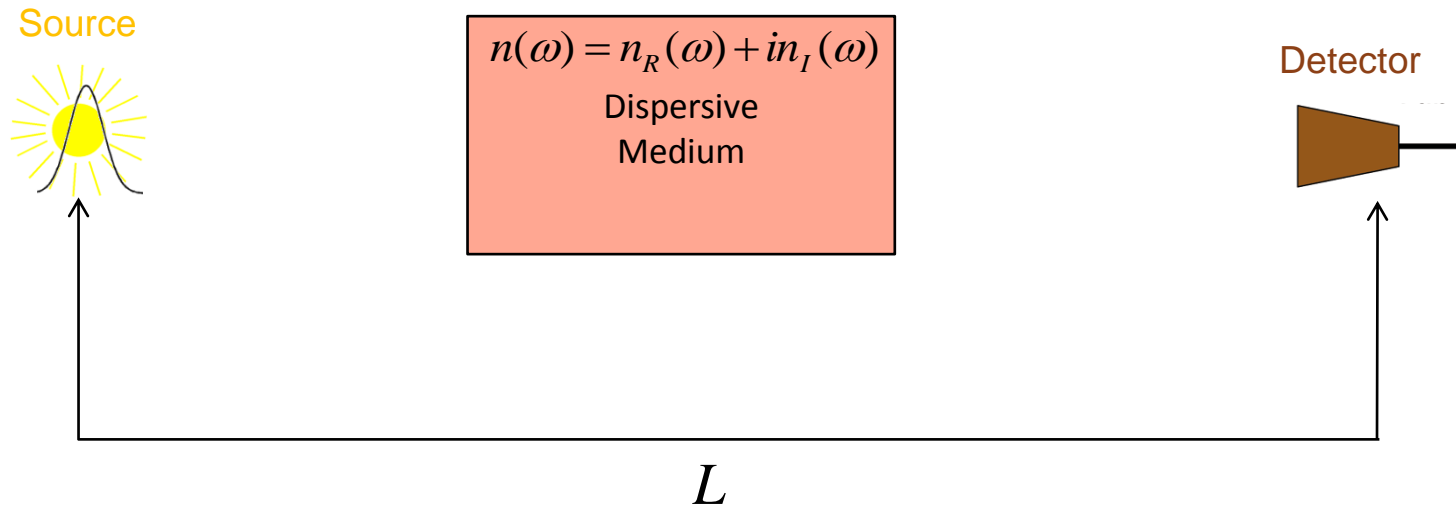 Source
n(ω) = n_R(ω) + in_I(ω)
Dispersive
Medium
Detector
L